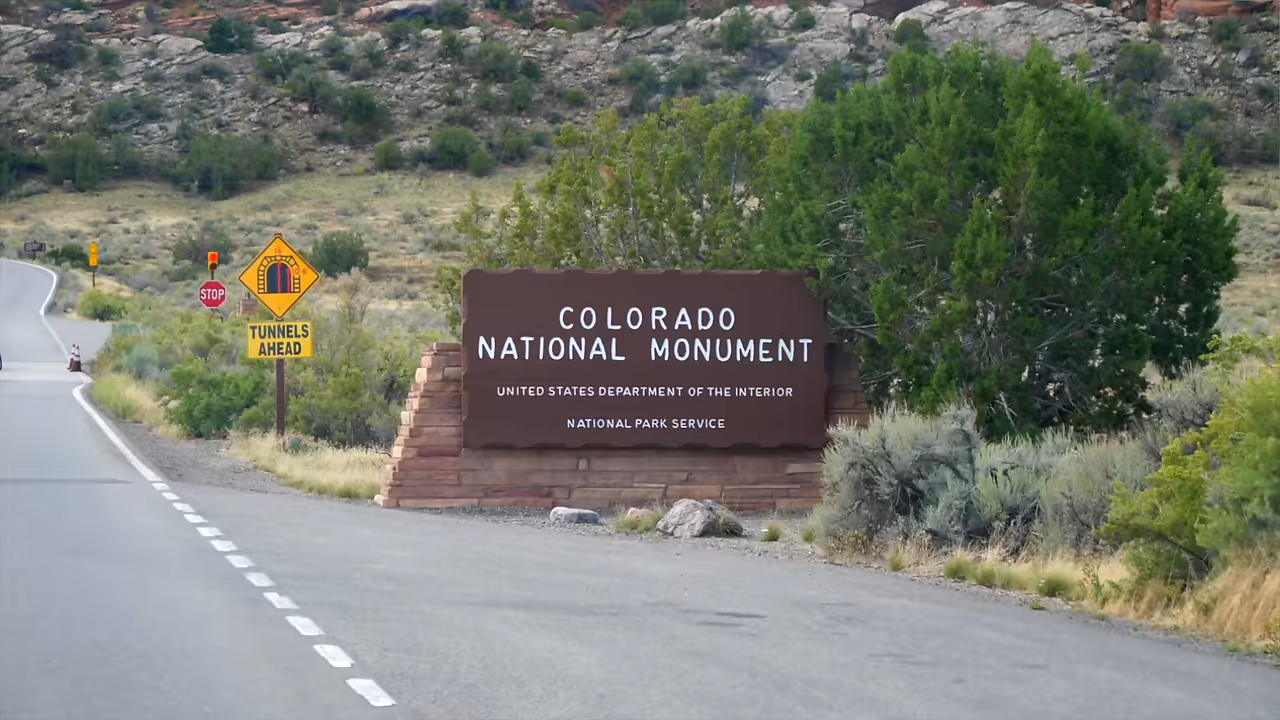 STOP
TUNNELS
AHEAD
COLORADO
NATIONAL MONUMENT
UNITED STATES DEPARTMENT OF THE INTERIOR
NATIONAL PARK SERVICE